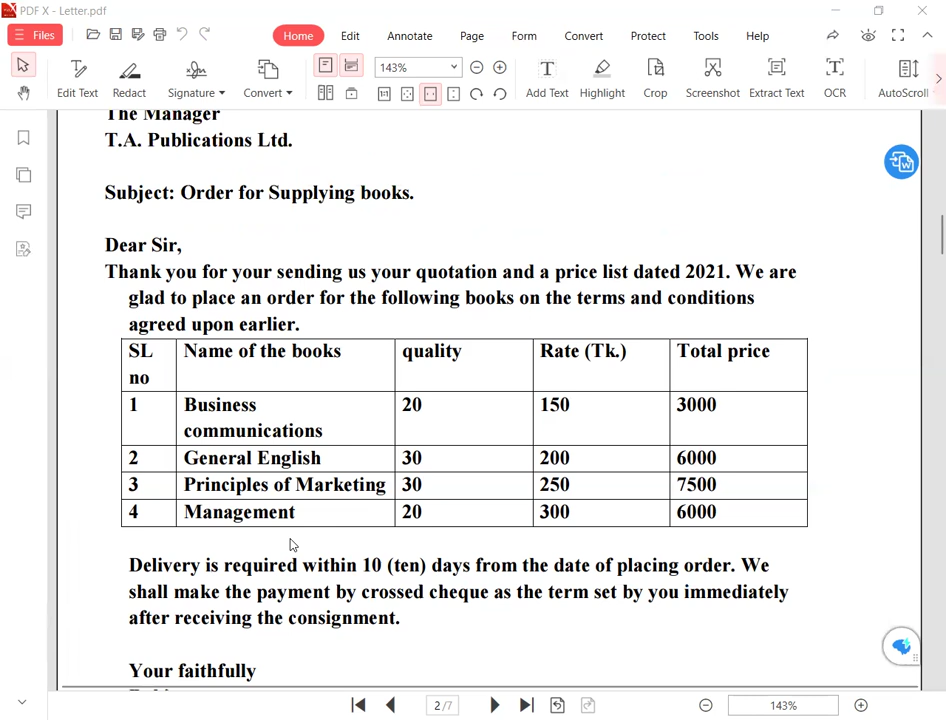 PDF X - Letter.pdf
Files
Home Edit Annotate Page Form Convert Protect Tools Help
143%
Edit Text Redact Signature Convert Add Text Highlight Crop Screenshot Extract Text OCR AutoScroll
The Manager
T.A. Publications Ltd.
Subject: Order for Supplying books.
Dear Sir,
Thank you for your sending us your quotation and a price list dated 2021. We are
glad to place an order for the following books on the terms and conditions
agreed upon earlier.
SL no Name of the books quality Rate (Tk.) Total price
1 Business communications 20 150 3000
2 General English 30 200 6000
3 Principles of Marketing 30 250 7500
4 Management 20 300 6000
Delivery is required within 10 (ten) days from the date of placing order. We
shall make the payment by crossed cheque as the term set by you immediately
after receiving the consignment.
Your faithfully
2 /7
143%